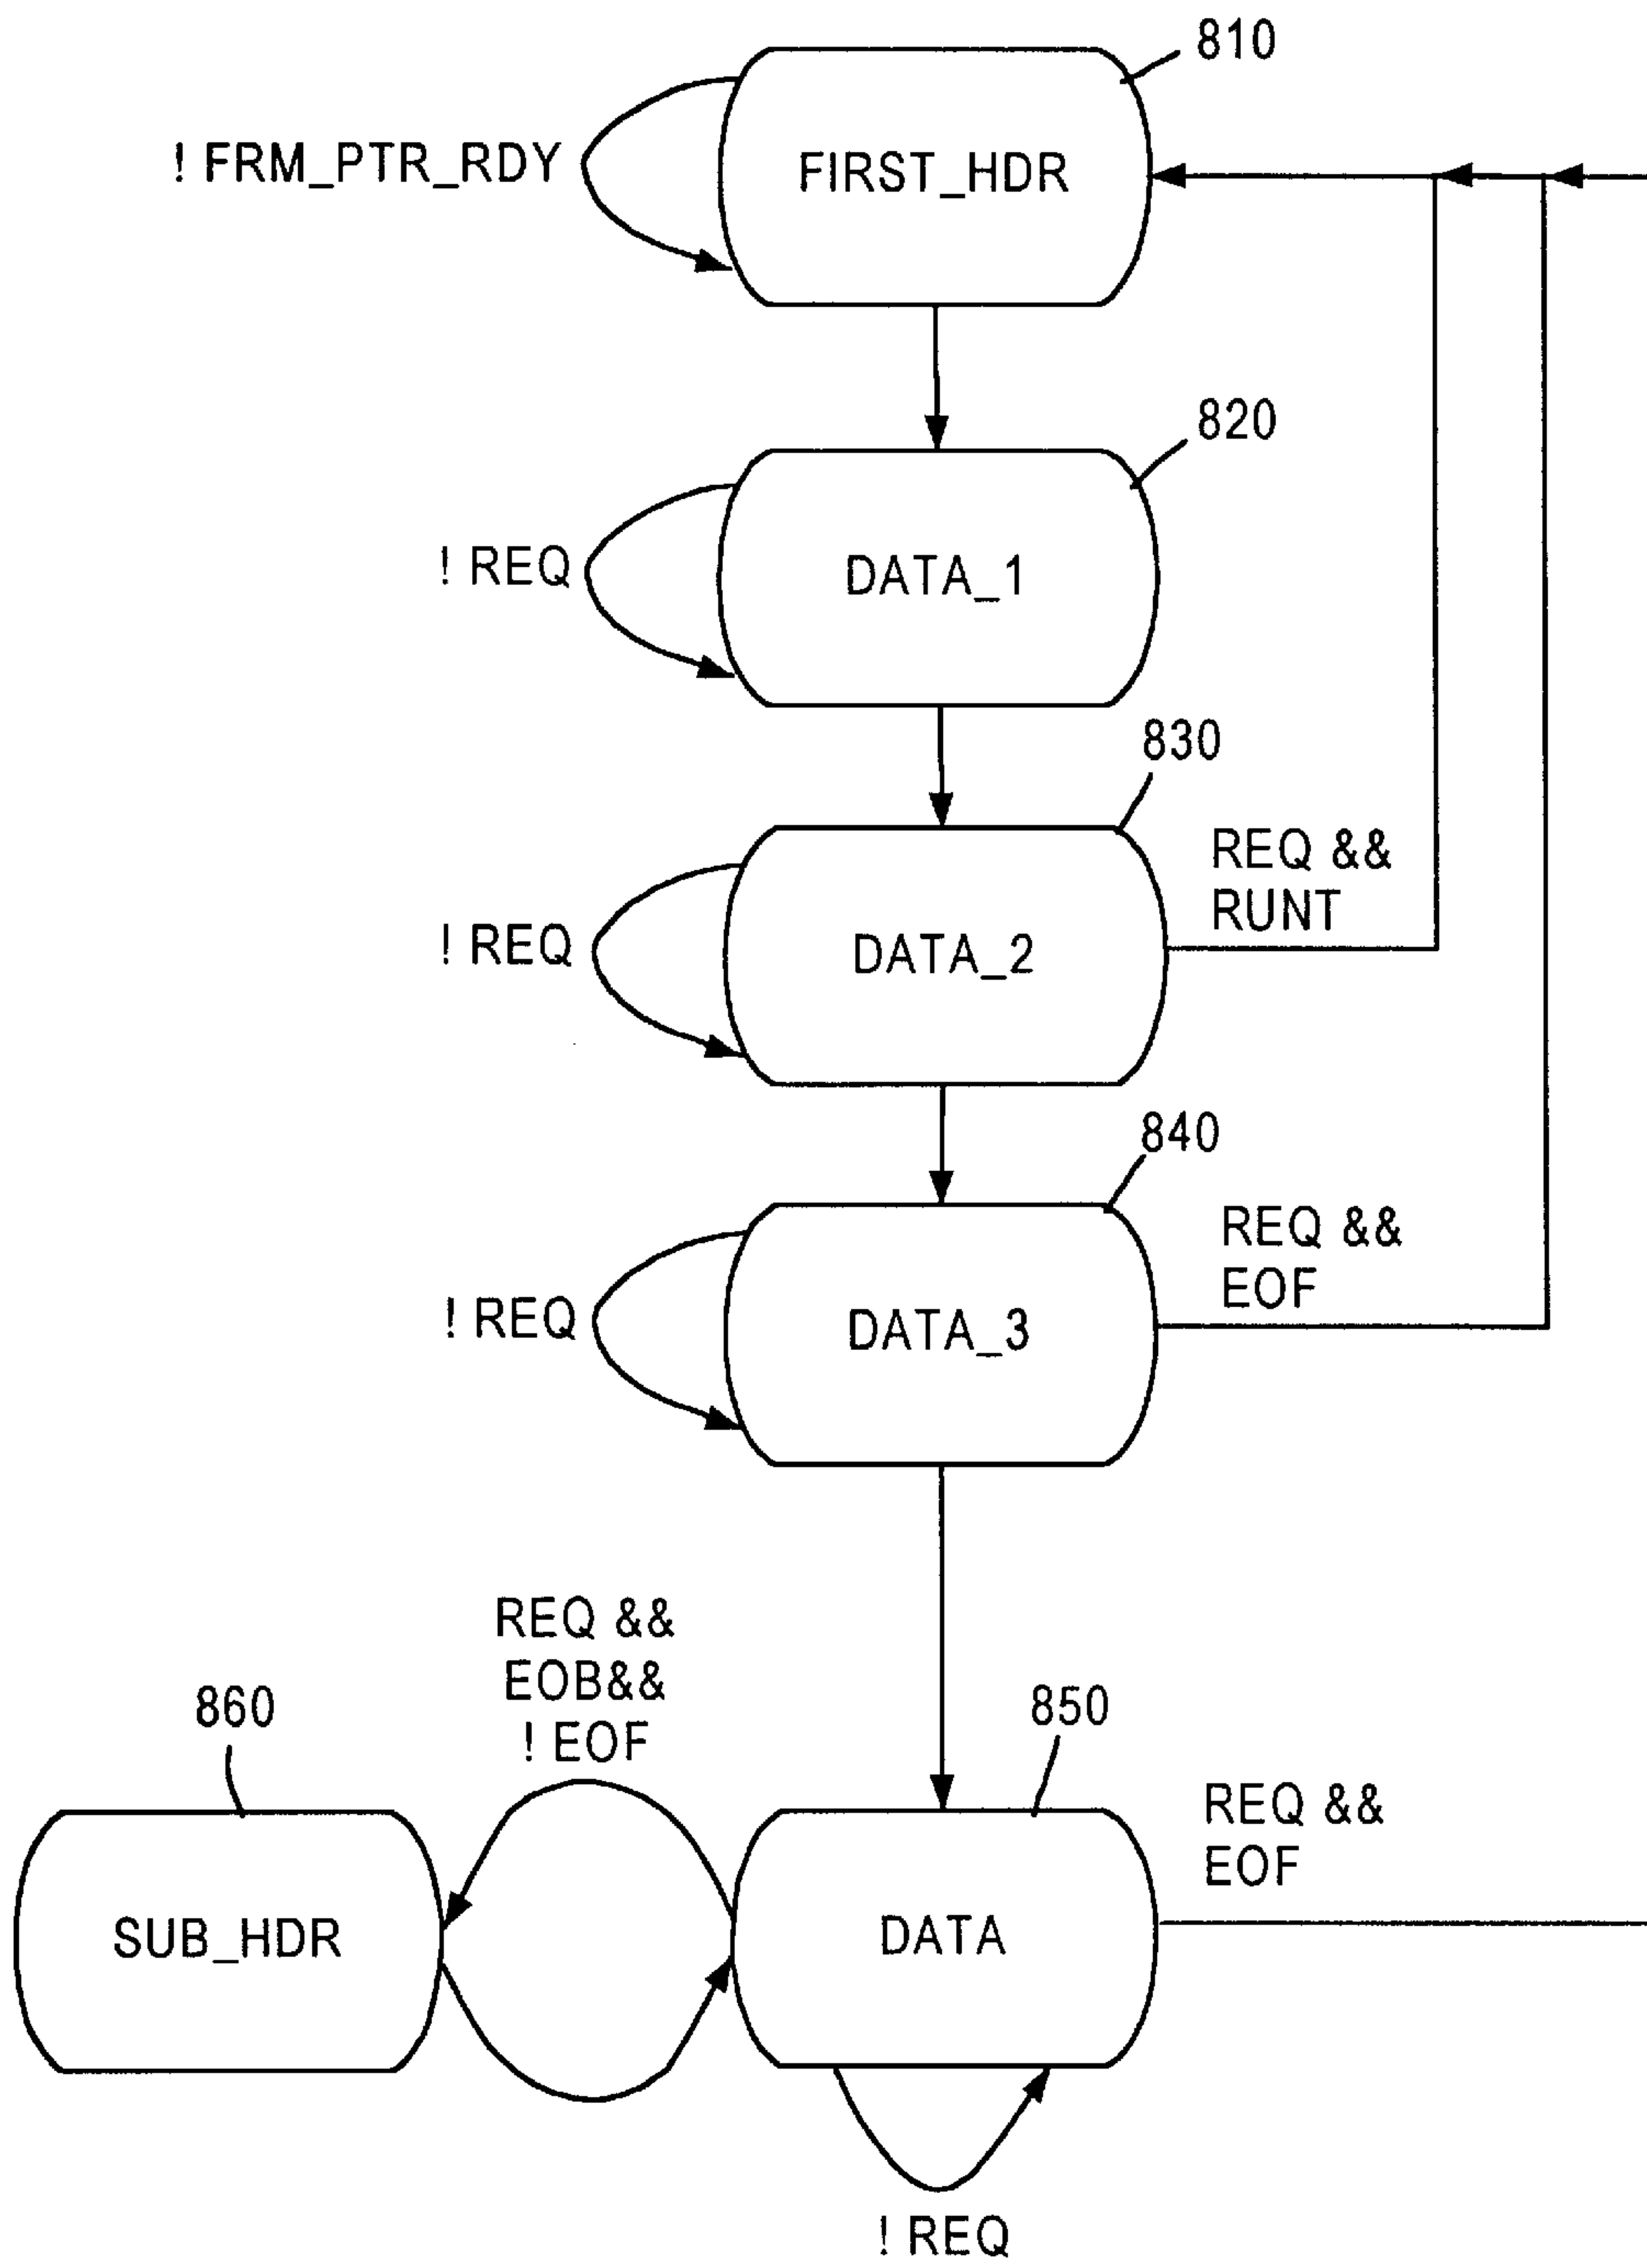 810
! FRM_PTR_RDY
FIRST_HDR
820
! REQ
DATA_1
830
REQ &&
RUNT
! REQ
DATA_2
840
REQ &&
EOF
! REQ
DATA_3
REQ &&
EOB&&
! EOF
860
850
REQ &&
EOF
SUB_HDR
DATA
! REQ